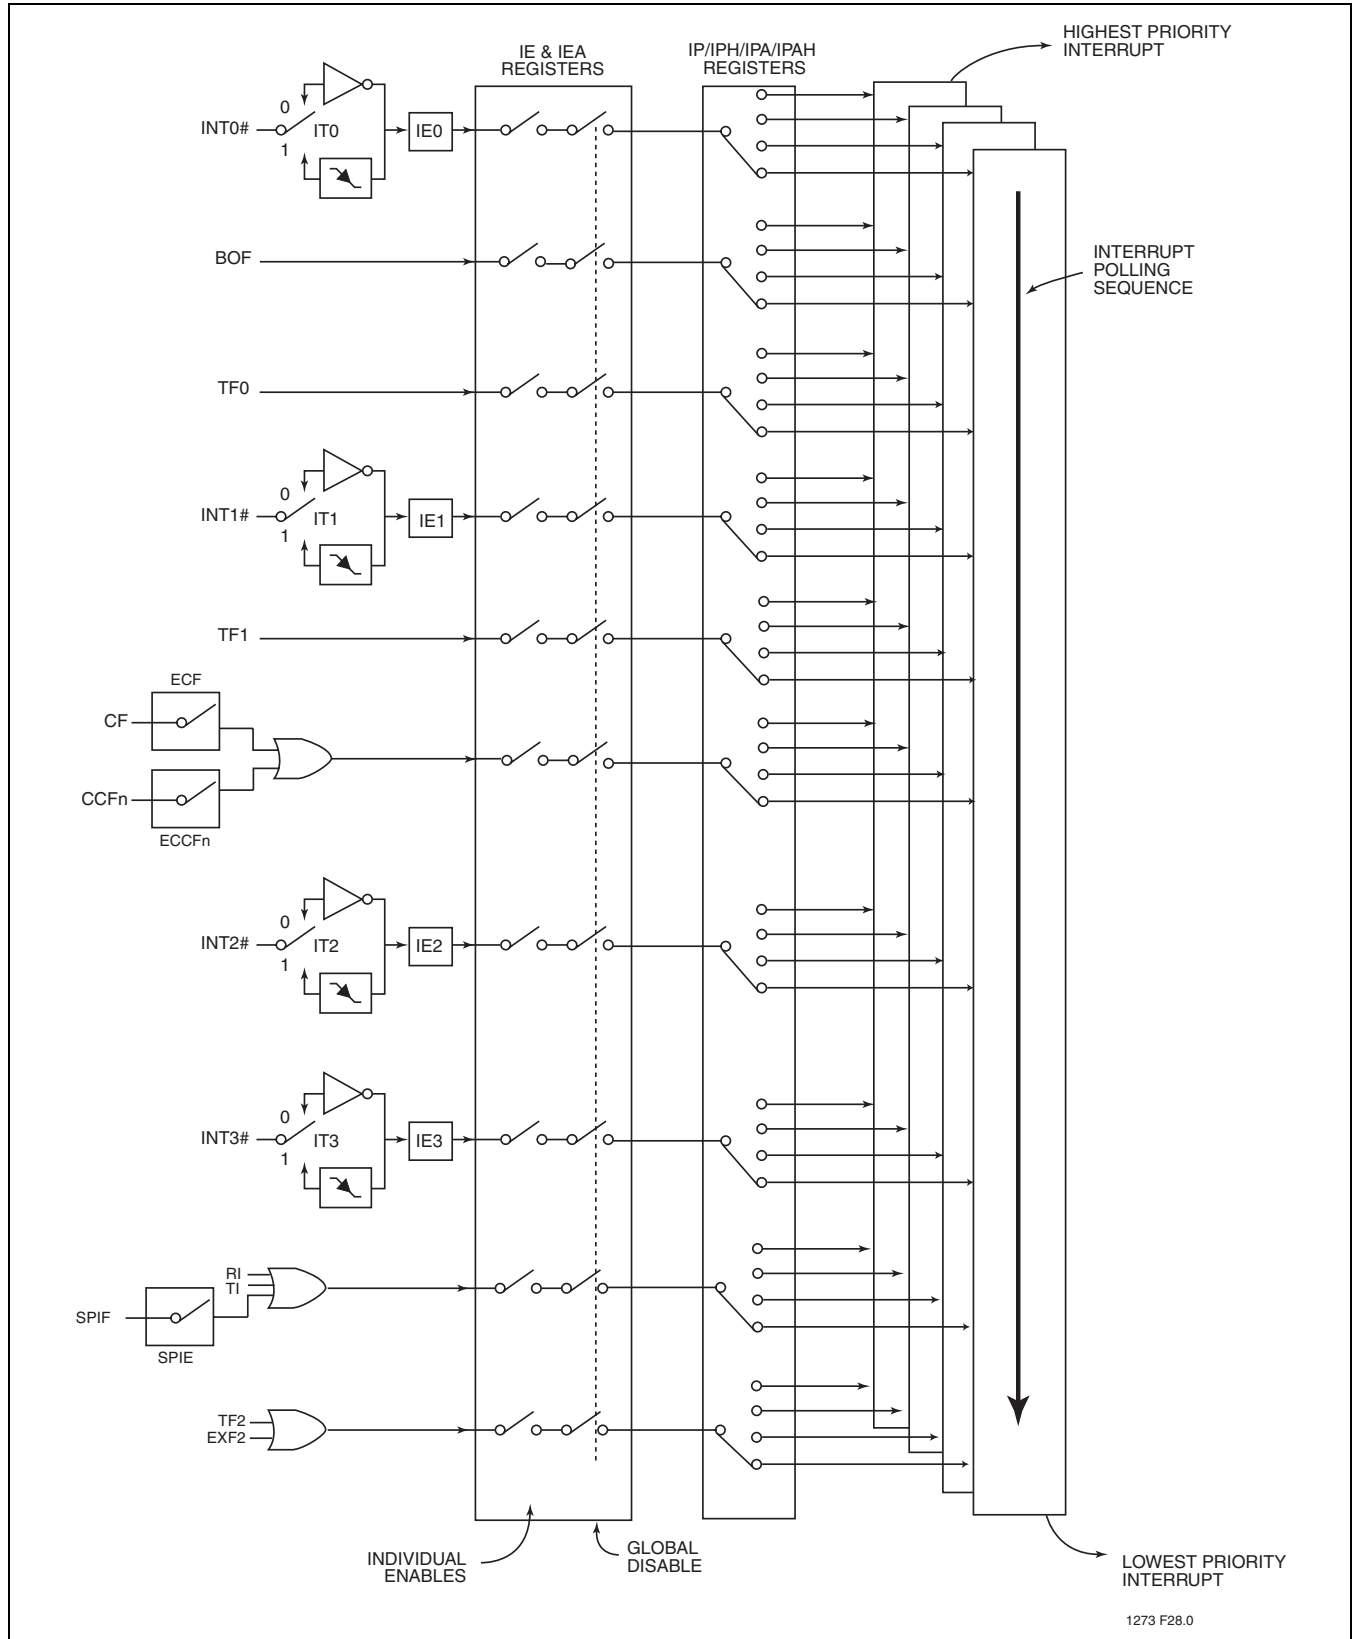 HIGHEST PRIORITY
INTERRUPT
IE & IEA
REGISTERS
IP/IPH/IPA/IPAH
REGISTERS
0
INT0#
IT0
1
IE0
BOF
INTERRUPT
POLLING
SEQUENCE
TF0
0
INT1#
IT1
1
IE1
TF1
ECF
CF
CCFn
ECCFn
0
INT2#
IT2
1
IE2
0
INT3#
IT3
1
IE3
RI
TI
SPIF
SPIE
TF2
EXF2
INDIVIDUAL
ENABLES
GLOBAL
DISABLE
LOWEST PRIORITY
INTERRUPT
1273 F28.0